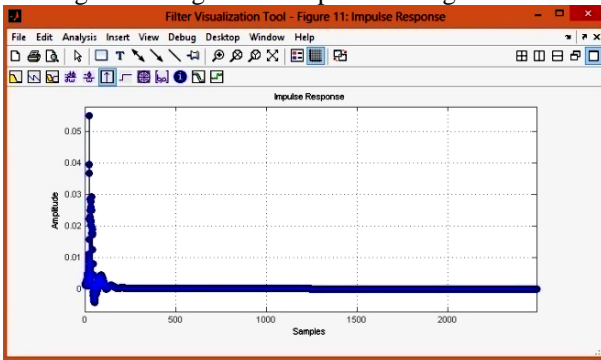 Filter Visualization Tool - Figure 11: Impulse Response
File Edit Analysis Insert View Debug Desktop Window Help
Impulse Response
0.05
0.04
0.03
0.02
0.01
0
Amplitude
0 500 1000 1500 2000
Samples